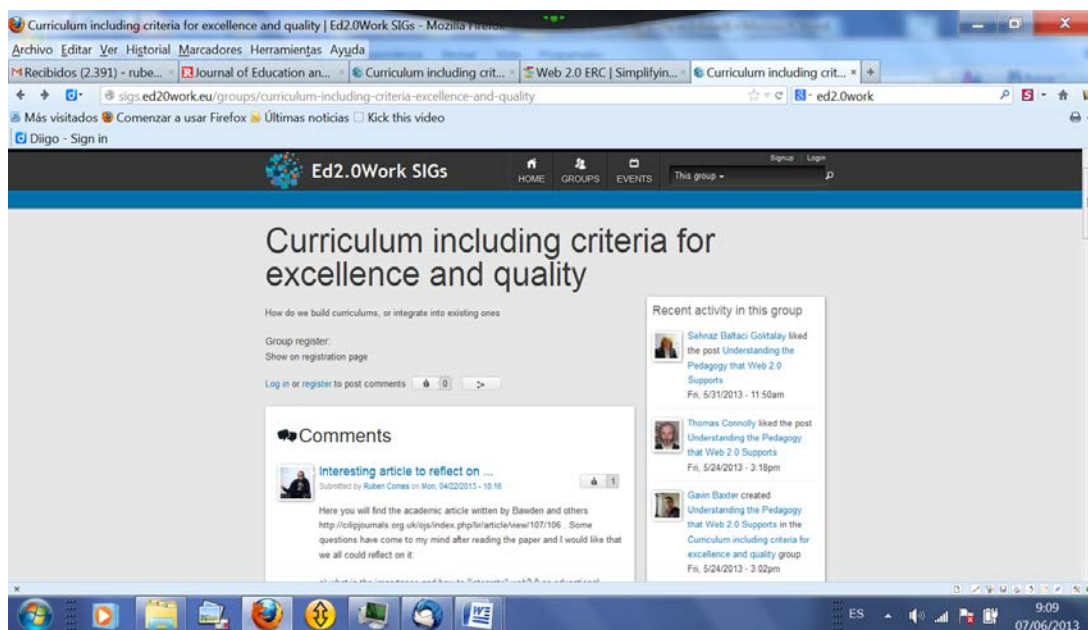 Curriculum including criteria for excellence and quality | Ed2.0Work SIGs - Mozilla Firefox
Archivo Editar Ver Historial Marcadores Herramientas Ayuda
Recibidos (2.391) - rube...
Journal of Education an...
Curriculum including crit...
Web 2.0 ERC | Simplifyin...
Curriculum including crit...
sigs.ed20work.eu/groups/curriculum-including-criteria-excellence-and-quality
ed2.0work
Más visitados Comenzar a usar Firefox Últimas noticias Kick this video
Diigo - Sign in
Ed2.0Work SIGs
HOME GROUPS EVENTS
Signup Login
This group
Curriculum including criteria for
excellence and quality
How do we build curriculums, or integrate into existing ones
Group register:
Show on registration page
Log in or register to post comments 0
Comments
Interesting article to reflect on ...
Submitted by Ruben Comas on Mon, 04/22/2013 - 18:16
1
Here you will find the academic article written by Bawden and others
http://cilipjournals.org.uk/ojs/index.php/lir/article/view/107/106 . Some
questions have come to my mind after reading the paper and I would like that
we all could reflect on it:
Recent activity in this group
Sehnaz Baltaci Goktalay liked
the post Understanding the
Pedagogy that Web 2.0
Supports
Fri, 5/31/2013 - 11:50am
Thomas Connolly liked the post
Understanding the Pedagogy
that Web 2.0 Supports
Fri, 5/24/2013 - 3:18pm
Gavin Baxter created
Understanding the Pedagogy
that Web 2.0 Supports in the
Curriculum including criteria for
excellence and quality group
Fri, 5/24/2013 - 3:02pm
ES
9:09
07/06/2013